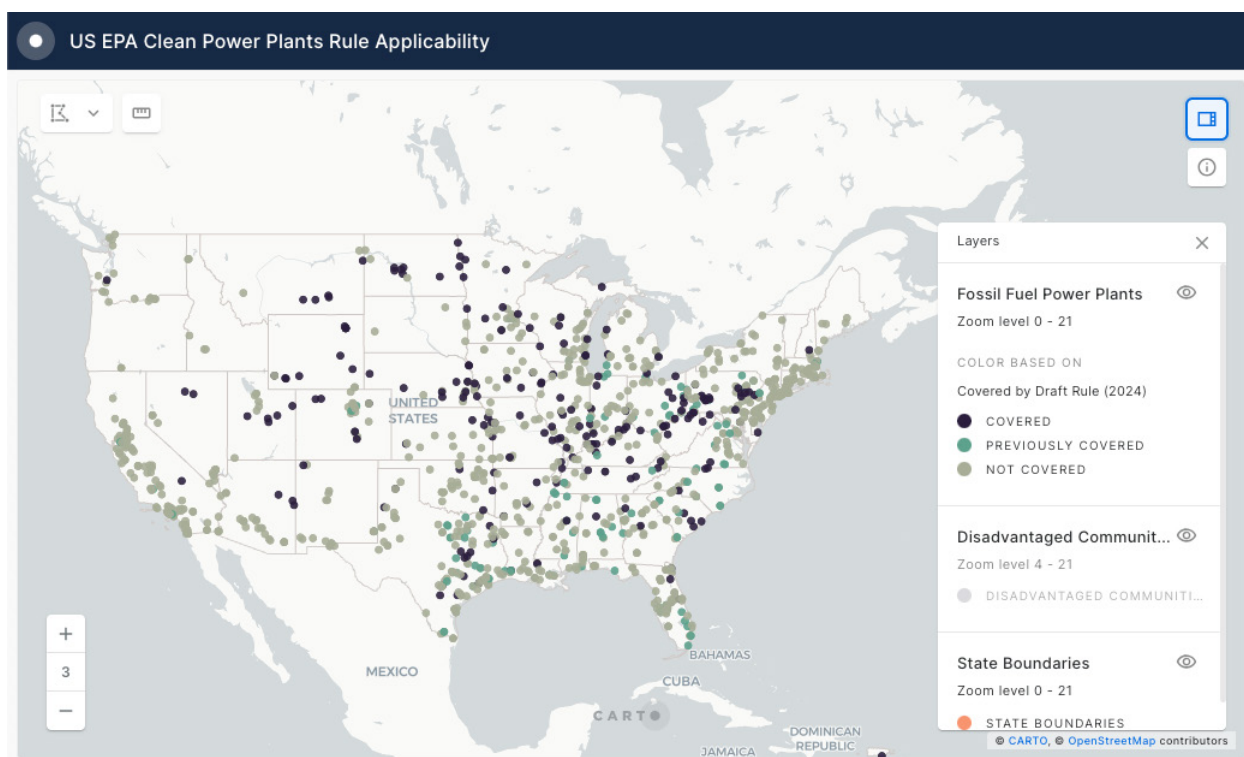 US EPA Clean Power Plants Rule Applicability
Layers
Fossil Fuel Power Plants
Zoom level 0 - 21
COLOR BASED ON
Covered by Draft Rule (2024)
COVERED
PREVIOUSLY COVERED
NOT COVERED
Disadvantaged Communit...
Zoom level 4 - 21
DISADVANTAGED COMMUNITI...
State Boundaries
Zoom level 0 - 21
STATE BOUNDARIES
UNITED
STATES
+
3
−
MEXICO
BAHAMAS
CUBA
CARTO
DOMINICAN
REPUBLIC
JAMAICA
© CARTO, © OpenStreetMap contributors